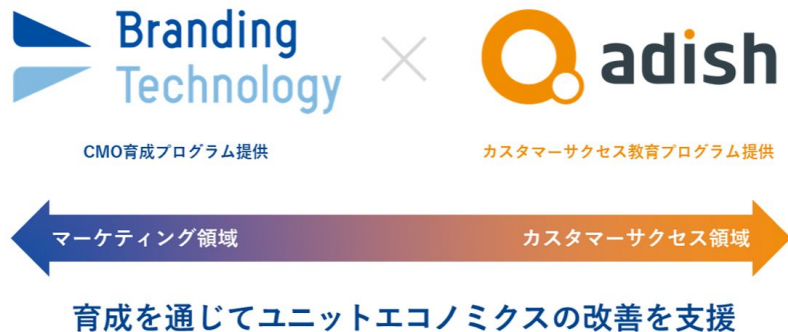 Branding
Technology
adish
CMO育成プログラム提供
カスタマーサクセス教育プログラム提供
マーケティング領域
カスタマーサクセス領域
育成を通じてユニットエコノミクスの改善を支援